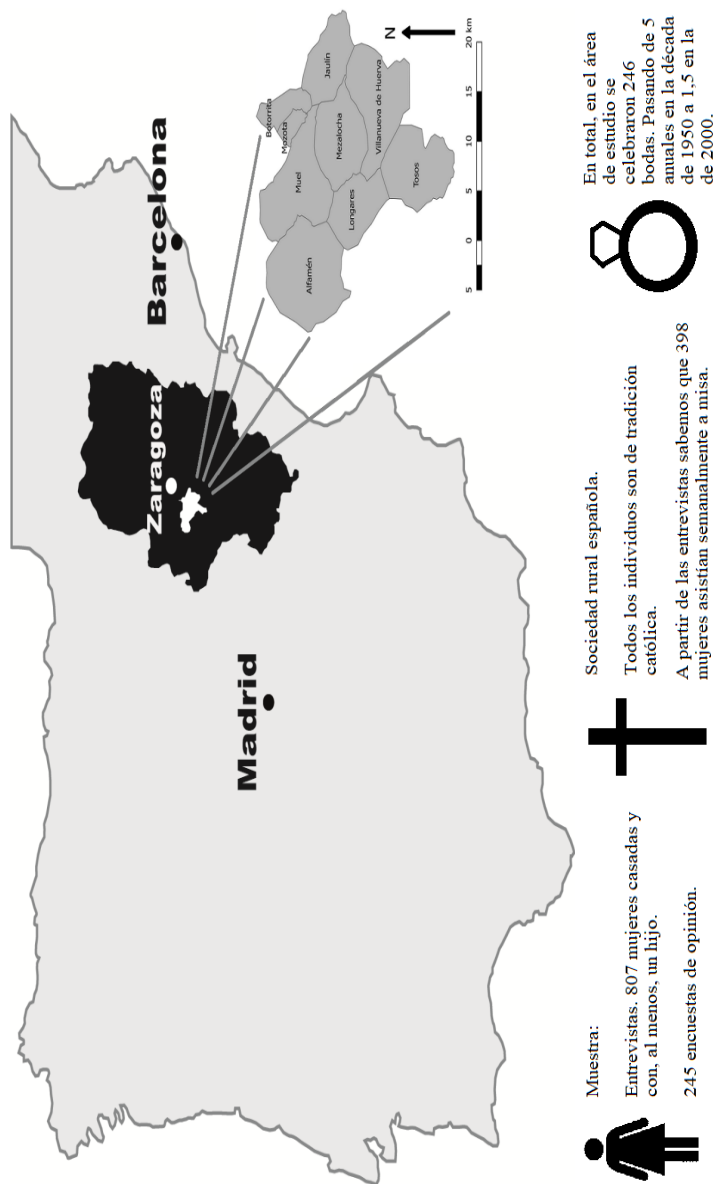 Barcelona
Zaragoza
Madrid
N
Jaulín
Botorrita
Mozota
Mezalocha
Villanueva de Huerva
Muel
Longares
Tosos
Alfamén
5 0 5 10 15 20 km
Muestra:
Entrevistas. 807 mujeres casadas y
con, al menos, un hijo.
245 encuestas de opinión.
Sociedad rural española.
Todos los individuos son de tradición
católica.
A partir de las entrevistas sabemos que 398
mujeres asistían semanalmente a misa.
En total, en el área
de estudio se
celebraron 246
bodas. Pasando de 5
anuales en la década
de 1950 a 1,5 en la
de 2000.